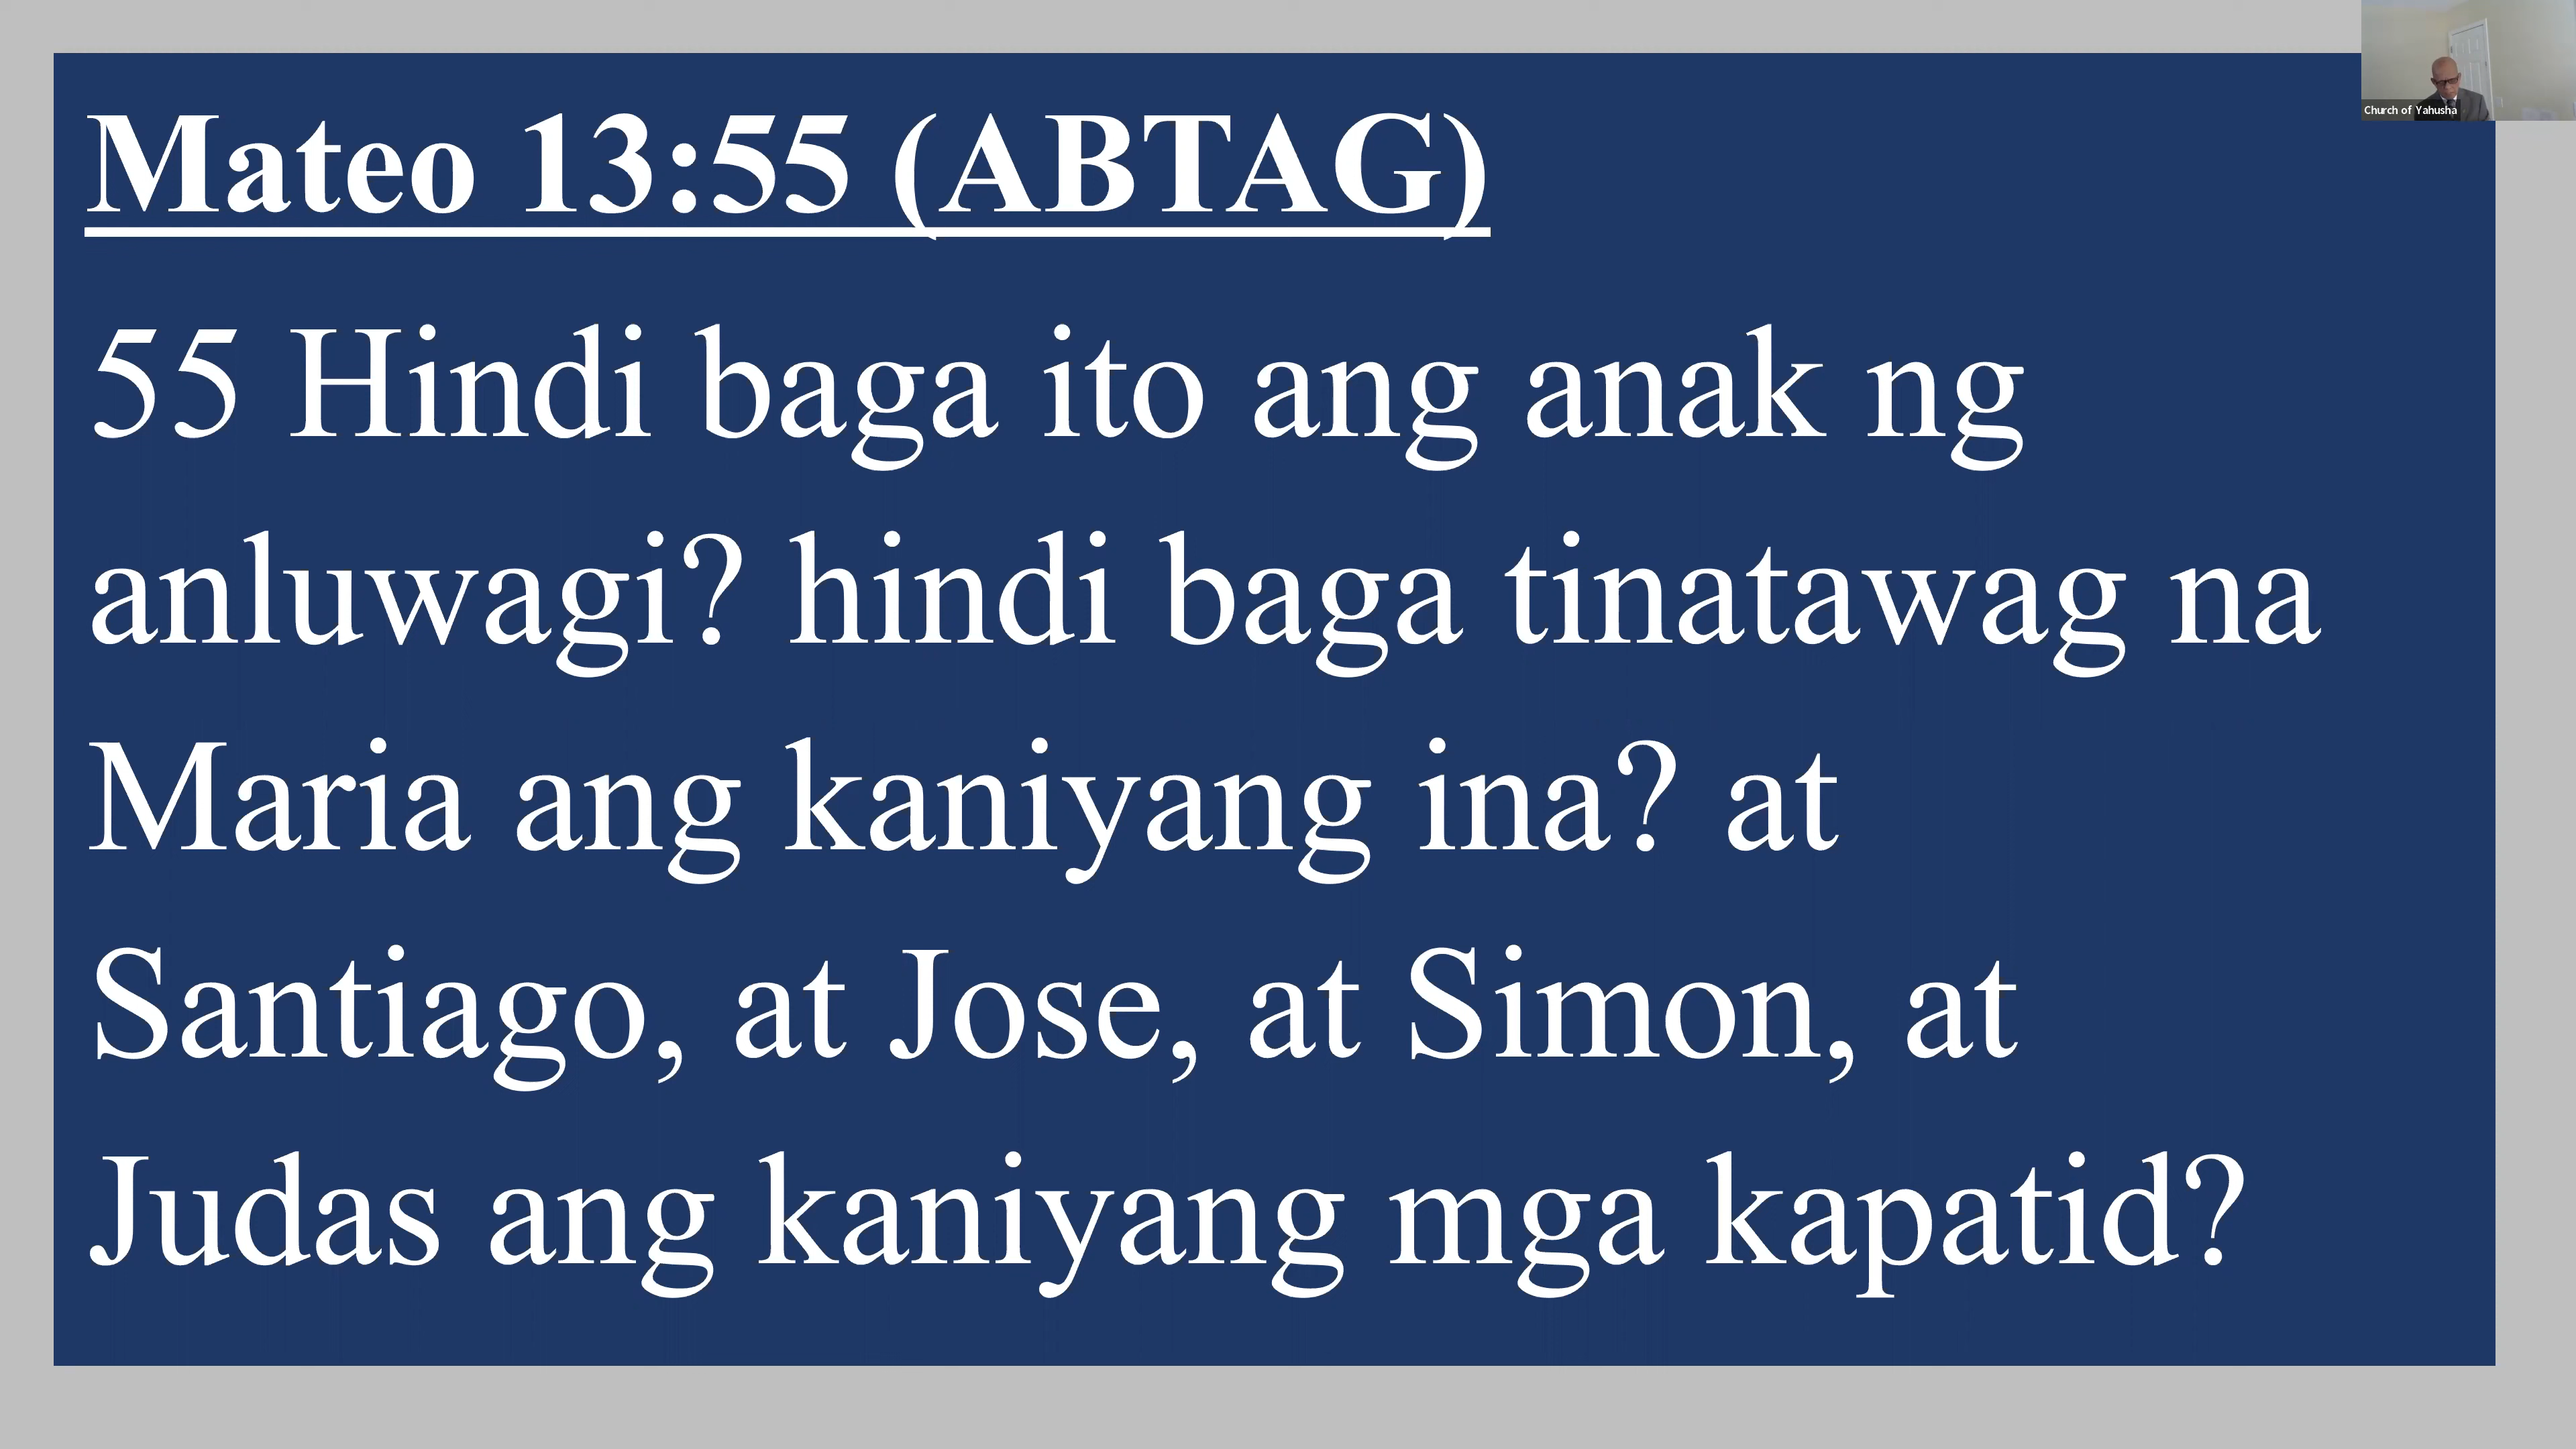 Mateo 13:55 (ABTAG)
55 Hindi baga ito ang anak ng
anluwagi? hindi baga tinatawag na
Maria ang kaniyang ina? at
Santiago, at Jose, at Simon, at
Judas ang kaniyang mga kapatid?
Church of Yahusha